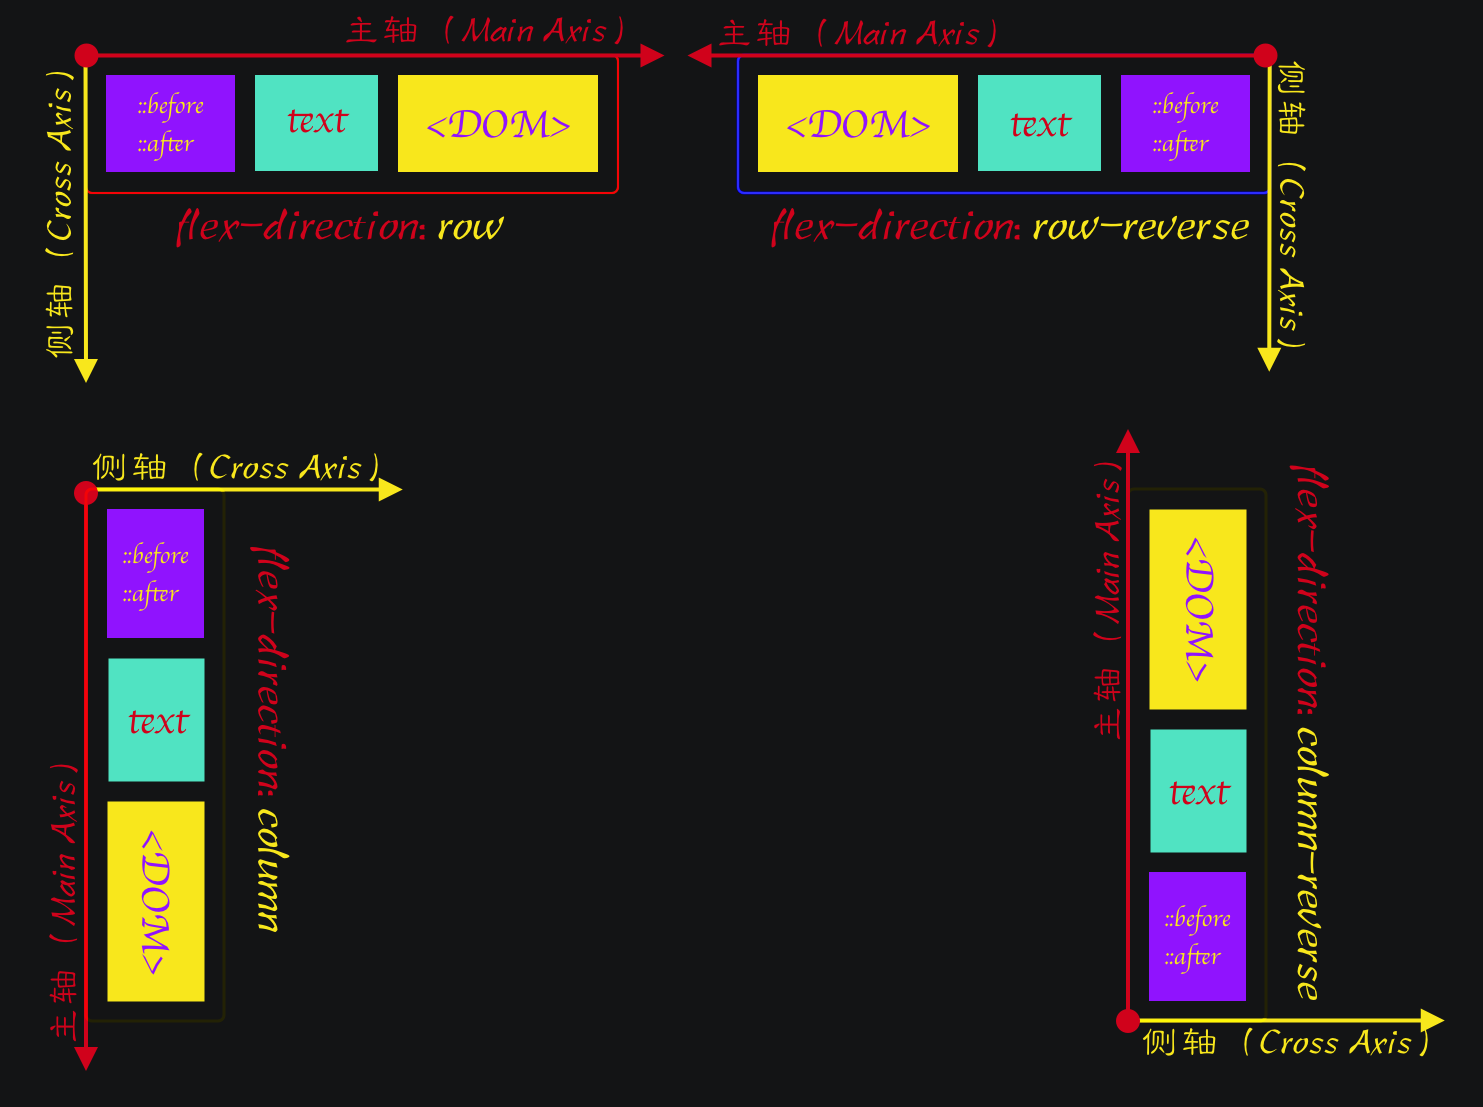 主轴（Main Axis）
侧轴（Cross Axis）
::before
::after
text
<DOM>
flex-direction: row
主轴（Main Axis）
侧轴（Cross Axis）
<DOM>
text
::before
::after
flex-direction: row-reverse
侧轴（Cross Axis）
主轴（Main Axis）
::before
::after
text
<DOM>
flex-direction: column
主轴（Main Axis）
<DOM>
text
::before
::after
flex-direction: column-reverse
侧轴（Cross Axis）